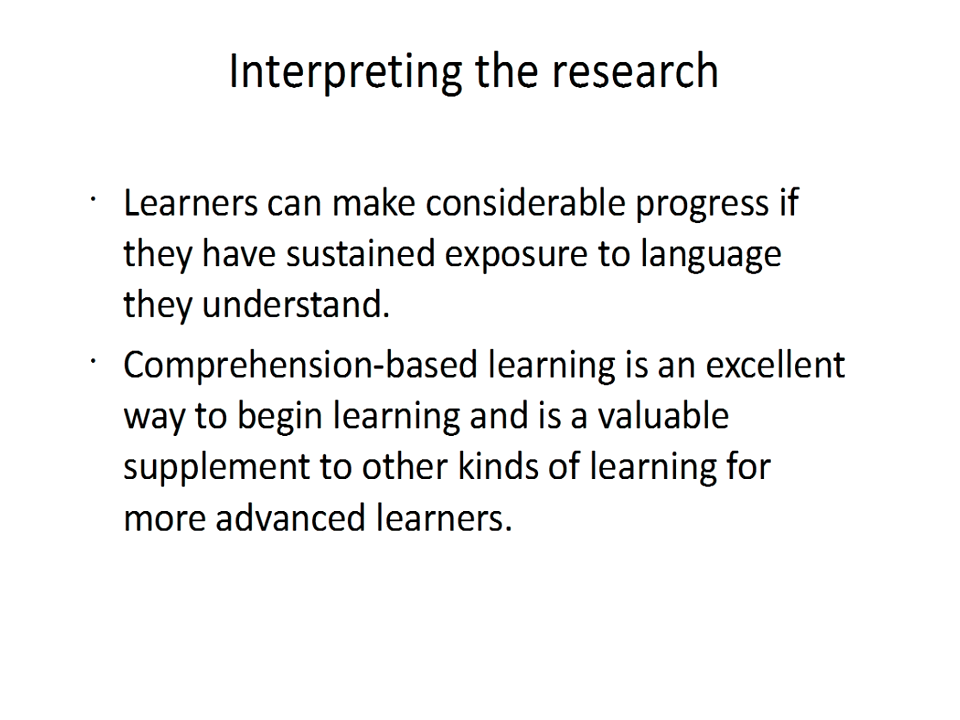 Interpreting the research
· Learners can make considerable progress if
they have sustained exposure to language
they understand.
· Comprehension-based learning is an excellent
way to begin learning and is a valuable
supplement to other kinds of learning for
more advanced learners.